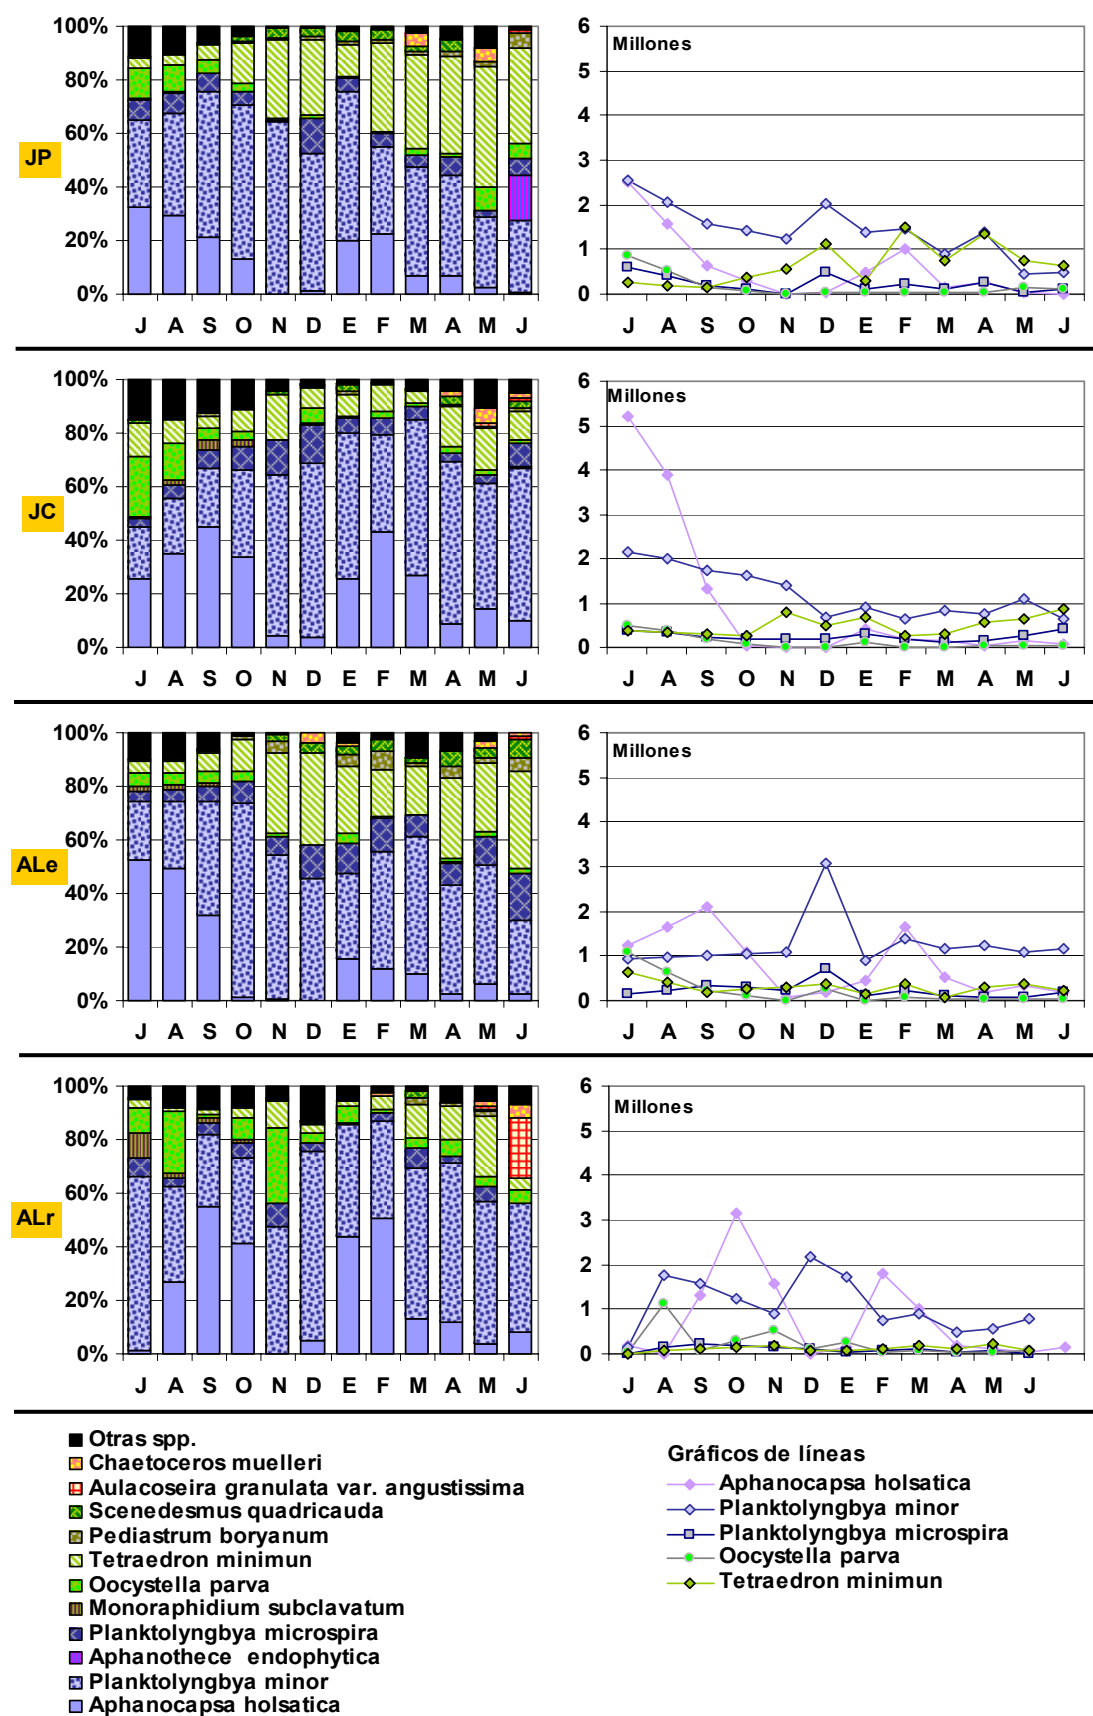 100%
80%
60%
40%
20%
0%
JP
J A S O N D E F M A M J
6
5
4
3
2
1
0
Millones
J A S O N D E F M A M J
100%
80%
60%
40%
20%
0%
JC
J A S O N D E F M A M J
6
5
4
3
2
1
0
Millones
J A S O N D E F M A M J
100%
80%
60%
40%
20%
0%
ALe
J A S O N D E F M A M J
6
5
4
3
2
1
0
Millones
J A S O N D E F M A M J
100%
80%
60%
40%
20%
0%
ALr
J A S O N D E F M A M J
6
5
4
3
2
1
0
Millones
J A S O N D E F M A M J
Otras spp.
Chaetoceros muelleri
Aulacoseira granulata var. angustissima
Scenedesmus quadricauda
Pediastrum boryanum
Tetraedron minimun
Oocystella parva
Monoraphidium subclavatum
Planktolyngbya microspira
Aphanothece endophytica
Planktolyngbya minor
Aphanocapsa holsatica
Gráficos de líneas
Aphanocapsa holsatica
Planktolyngbya minor
Planktolyngbya microspira
Oocystella parva
Tetraedron minimun